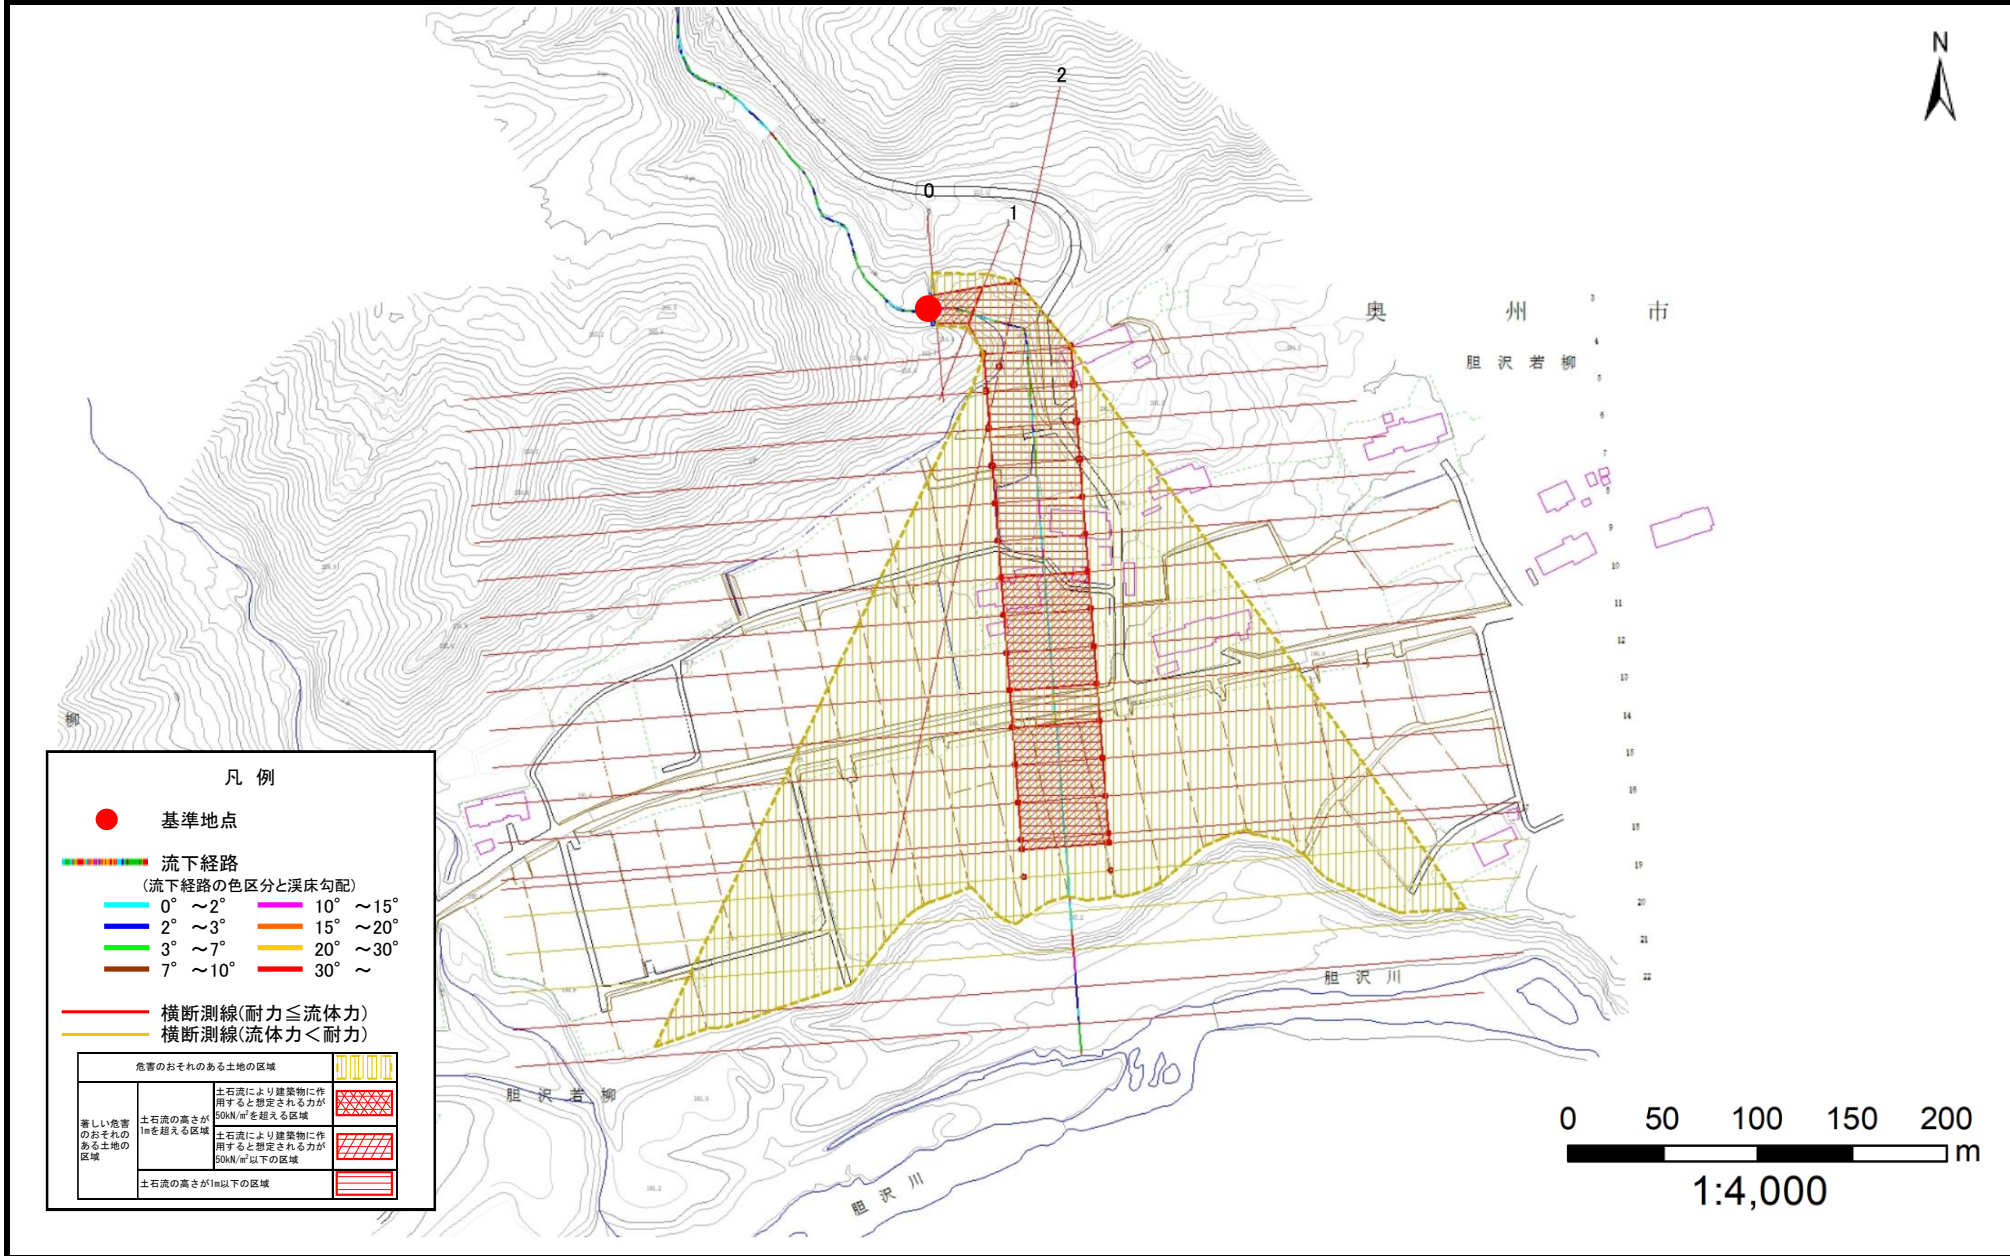 N
2
0
1
奥州市
胆沢若柳
3
4
5
6
7
8
9
10
11
12
13
14
15
16
17
18
19
20
21
22
柳
凡 例
基準地点
流下経路
(流下経路の色区分と渓床勾配)
0° ～2° 10° ～15°
2° ～3° 15° ～20°
3° ～7° 20° ～30°
7° ～10° 30° ～
横断測線(耐力≦流体力)
横断測線(流体力＜耐力)
危害のおそれのある土地の区域
著しい危害
のおそれの
ある土地の
区域
土石流の高さが
1mを超える区域
土石流により建築物に作
用すると想定される力が
50kN/m²を超える区域
土石流により建築物に作
用すると想定される力が
50kN/m²以下の区域
土石流の高さが1m以下の区域
胆沢川
胆沢若柳
胆沢川
0 50 100 150 200
m
1:4,000